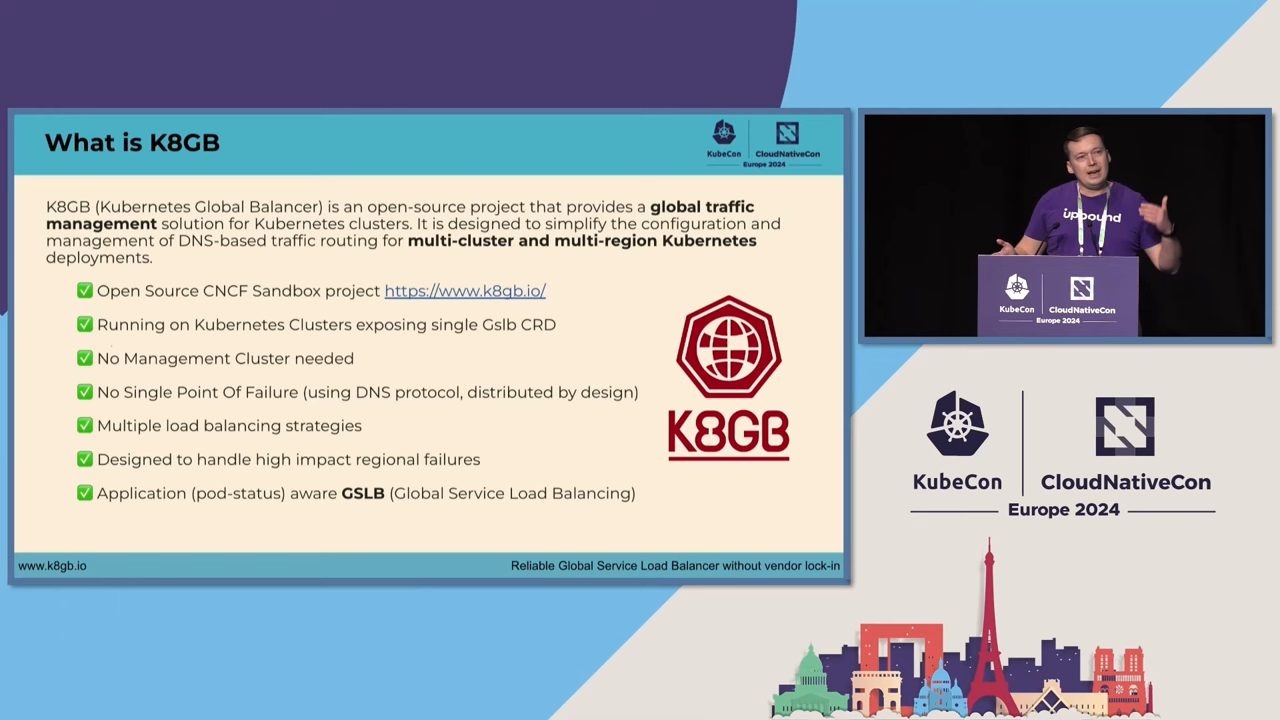 What is K8GB
KubeCon
CloudNativeCon
Europe 2024
K8GB (Kubernetes Global Balancer) is an open-source project that provides a global traffic
management solution for Kubernetes clusters. It is designed to simplify the configuration and
management of DNS-based traffic routing for multi-cluster and multi-region Kubernetes
deployments.
✅ Open Source CNCF Sandbox project https://www.k8gb.io/
✅ Running on Kubernetes Clusters exposing single Gslb CRD
✅ No Management Cluster needed
✅ No Single Point Of Failure (using DNS protocol, distributed by design)
✅ Multiple load balancing strategies
✅ Designed to handle high impact regional failures
✅ Application (pod-status) aware GSLB (Global Service Load Balancing)
K8GB
www.k8gb.io
Reliable Global Service Load Balancer without vendor lock-in
upbound
KubeCon
CloudNativeCon
Europe 2024
KubeCon
CloudNativeCon
Europe 2024